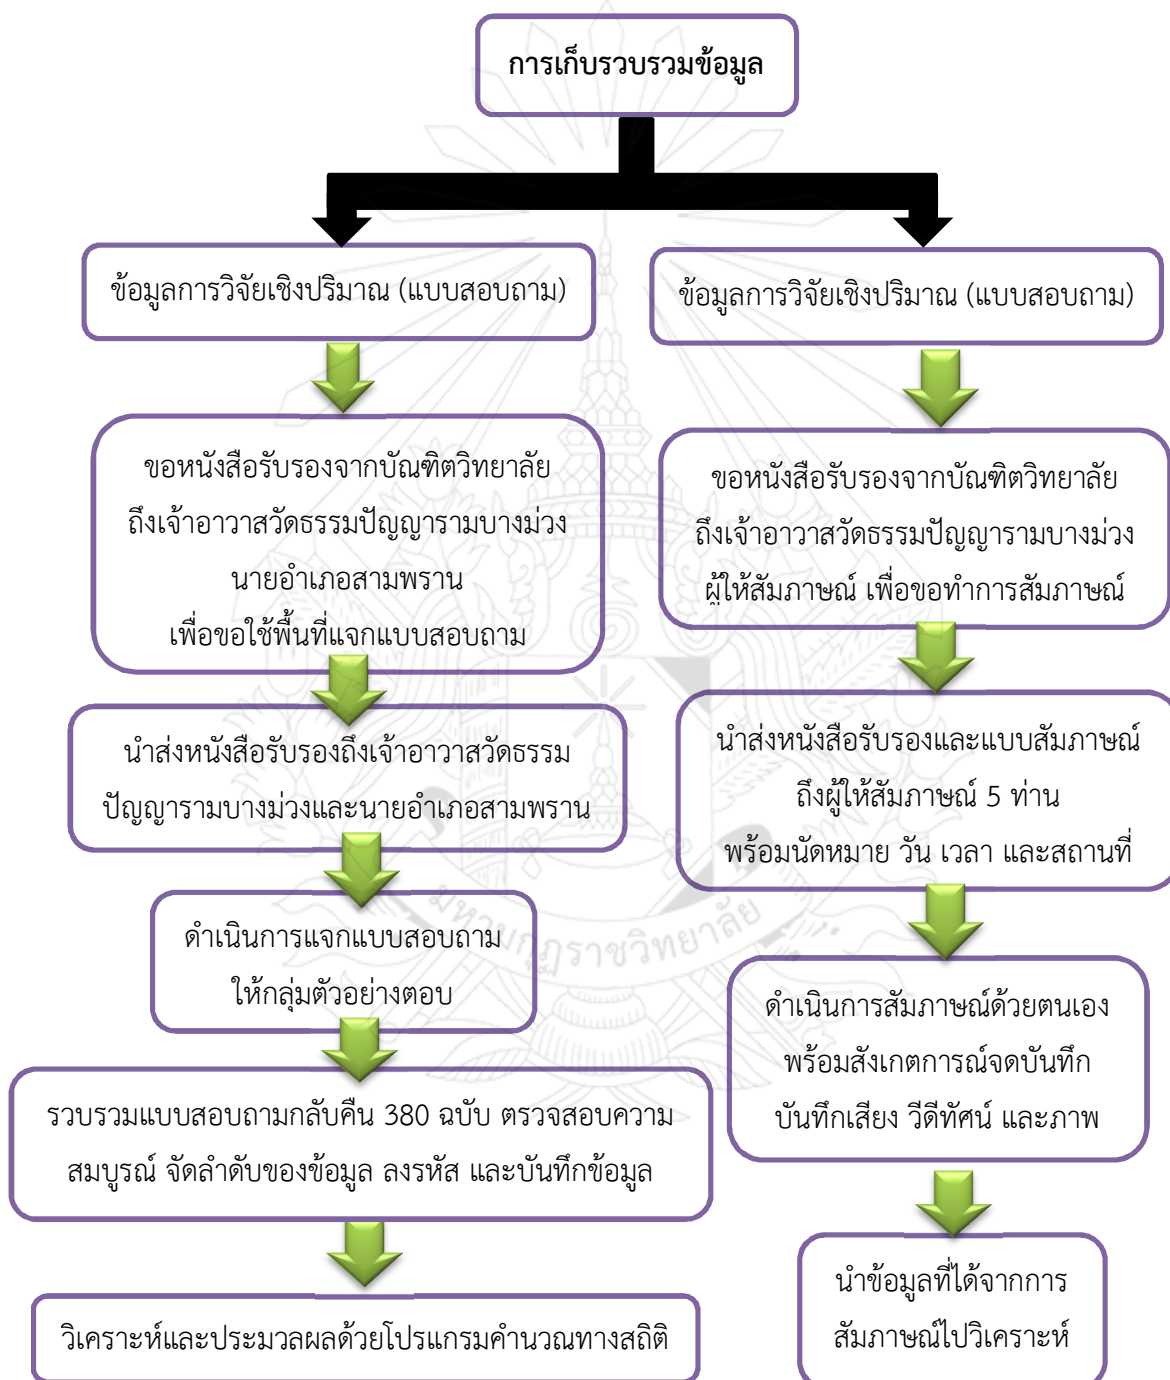 การเก็บรวบรวมข้อมูล
ข้อมูลการวิจัยเชิงปริมาณ (แบบสอบถาม)
ขอหนังสือรับรองจากบัณฑิตวิทยาลัย
ถึงเจ้าอาวาสวัดธรรมปัญญารามบางม่วง
นายอำเภอสามพราน
เพื่อขอใช้พื้นที่แจกแบบสอบถาม
นำส่งหนังสือรับรองถึงเจ้าอาวาสวัดธรรม
ปัญญารามบางม่วงและนายอำเภอสามพราน
ดำเนินการแจกแบบสอบถาม
ให้กลุ่มตัวอย่างตอบ
รวบรวมแบบสอบถามกลับคืน 380 ฉบับ ตรวจสอบความ
สมบูรณ์ จัดลำดับของข้อมูล ลงรหัส และบันทึกข้อมูล
วิเคราะห์และประมวลผลด้วยโปรแกรมคำนวณทางสถิติ
ข้อมูลการวิจัยเชิงปริมาณ (แบบสอบถาม)
ขอหนังสือรับรองจากบัณฑิตวิทยาลัย
ถึงเจ้าอาวาสวัดธรรมปัญญารามบางม่วง
ผู้ให้สัมภาษณ์ เพื่อขอทำการสัมภาษณ์
นำส่งหนังสือรับรองและแบบสัมภาษณ์
ถึงผู้ให้สัมภาษณ์ 5 ท่าน
พร้อมนัดหมาย วัน เวลา และสถานที่
ดำเนินการสัมภาษณ์ด้วยตนเอง
พร้อมสังเกตการณ์จดบันทึก
บันทึกเสียง วีดีทัศน์ และภาพ
นำข้อมูลที่ได้จากการ
สัมภาษณ์ไปวิเคราะห์
มหามกุฏราชวิทยาลัย